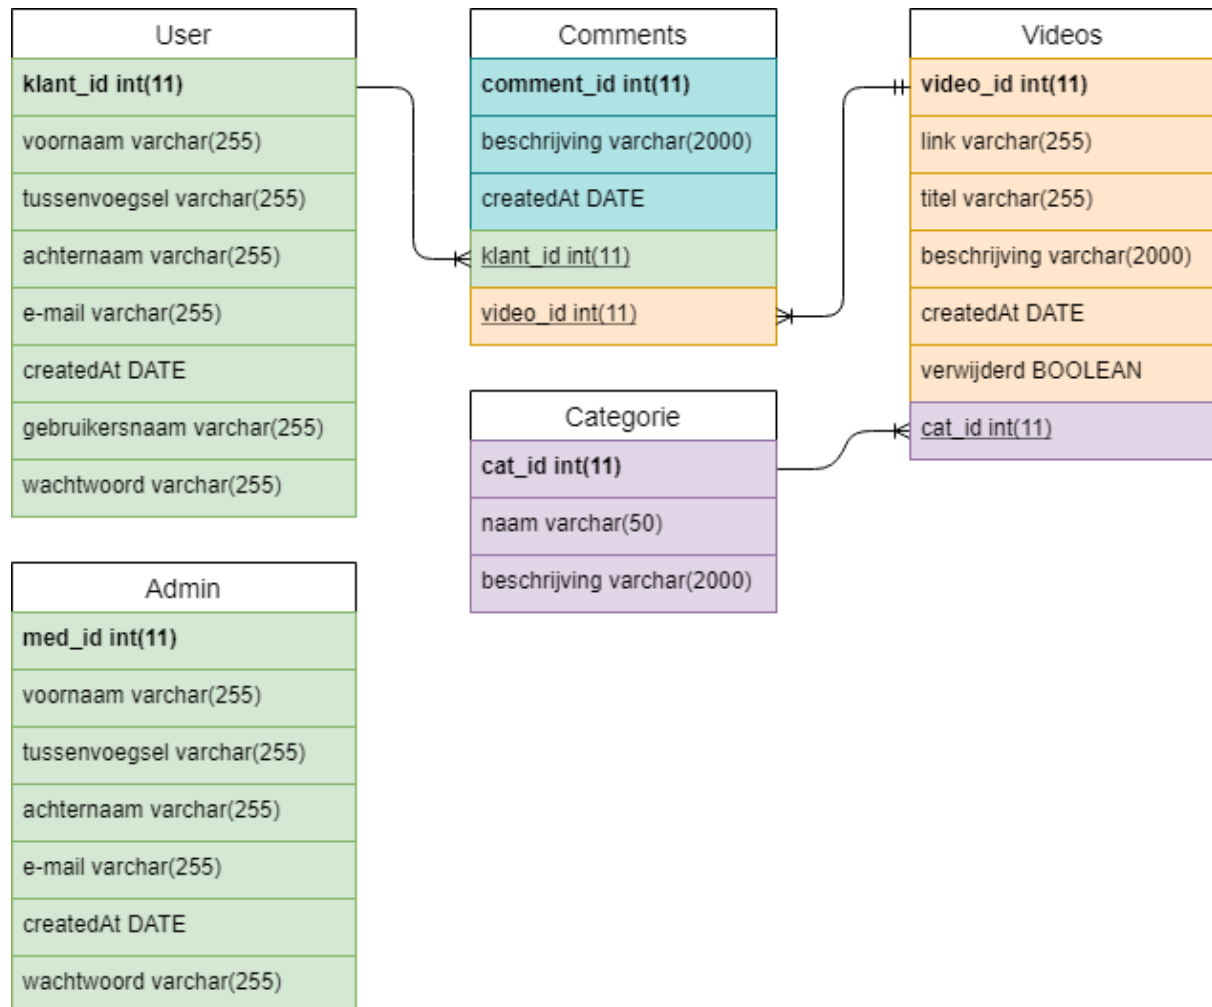 User
klant_id int(11)
voornaam varchar(255)
tussenvoegsel varchar(255)
achternaam varchar(255)
e-mail varchar(255)
createdAt DATE
gebruikersnaam varchar(255)
wachtwoord varchar(255)
Admin
med_id int(11)
voornaam varchar(255)
tussenvoegsel varchar(255)
achternaam varchar(255)
e-mail varchar(255)
createdAt DATE
wachtwoord varchar(255)
Comments
comment_id int(11)
beschrijving varchar(2000)
createdAt DATE
klant_id int(11)
video_id int(11)
Categorie
cat_id int(11)
naam varchar(50)
beschrijving varchar(2000)
Videos
video_id int(11)
link varchar(255)
titel varchar(255)
beschrijving varchar(2000)
createdAt DATE
verwijderd BOOLEAN
cat_id int(11)